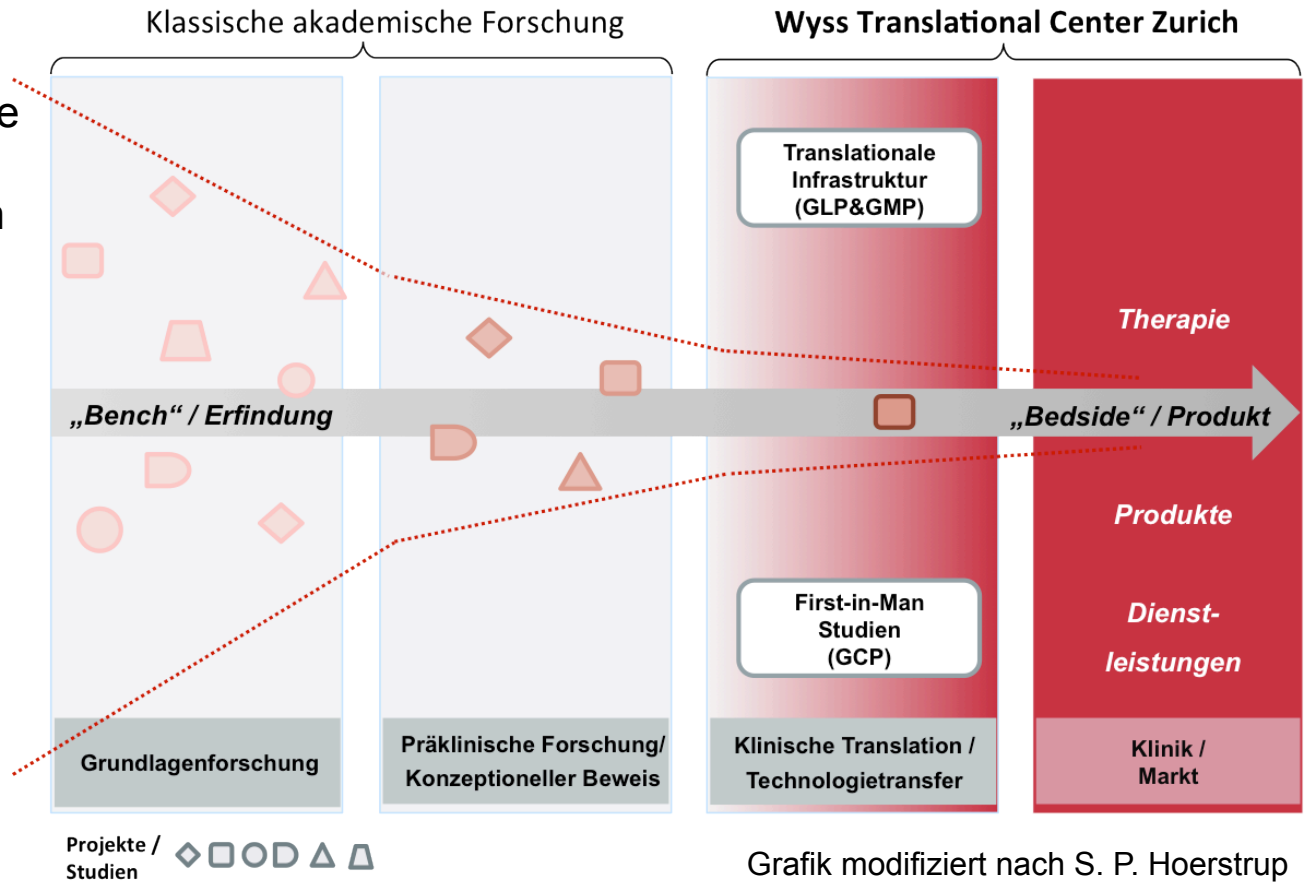 Klassische akademische Forschung
Wyss Translational Center Zurich
e
n
Translationale
Infrastruktur
(GLP&GMP)
Therapie
„Bench“ / Erfindung
„Bedside“ / Produkt
Produkte
First-in-Man
Studien
(GCP)
Dienst-
leistungen
Grundlagenforschung
Präklinische Forschung/
Konzeptioneller Beweis
Klinische Translation /
Technologietransfer
Klinik /
Markt
Projekte /
Studien
Grafik modifiziert nach S. P. Hoerstrup